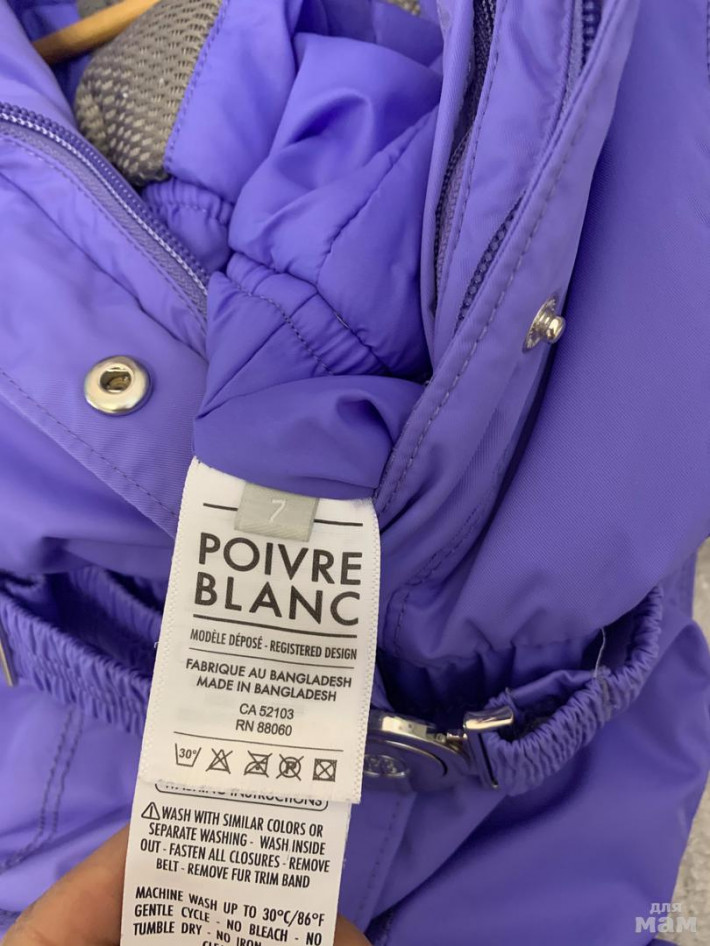 7
POIVRE
BLANC
MODÈLE DÉPOSÉ - REGISTERED DESIGN
FABRIQUE AU BANGLADESH
MADE IN BANGLADESH
CA 52103
RN 88060
30°
WASHING INSTRUCTIONS
WASH WITH SIMILAR COLORS OR
SEPARATE WASHING - WASH INSIDE
OUT - FASTEN ALL CLOSURES - REMOVE
BELT - REMOVE FUR TRIM BAND
MACHINE WASH UP TO 30°C/86°F
GENTLE CYCLE - NO BLEACH - NO
TUMBLE DRY - NO IRON
для
мам